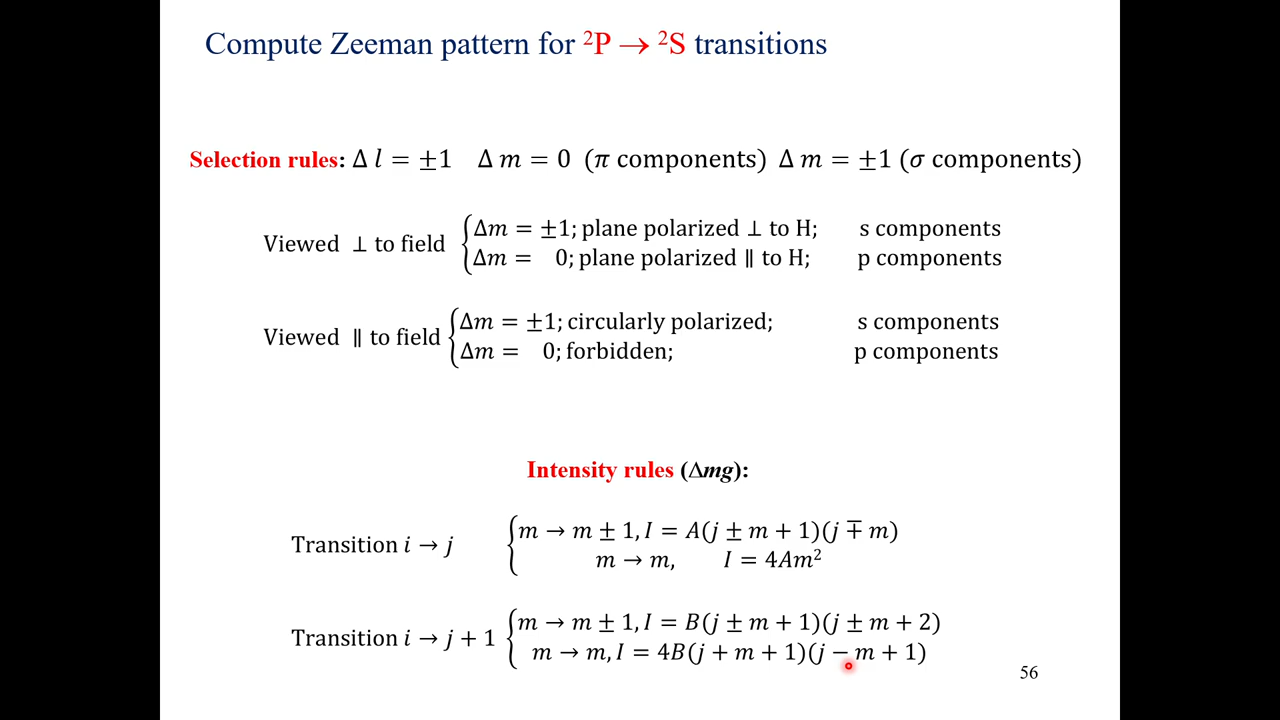 Compute Zeeman pattern for ²P → ²S transitions
Selection rules: Δ l = ±1 Δ m = 0 (π components) Δ m = ±1 (σ components)
Viewed ⊥ to field
Δm = ±1; plane polarized ⊥ to H; s components
Δm = 0; plane polarized ∥ to H; p components
Viewed ∥ to field
Δm = ±1; circularly polarized; s components
Δm = 0; forbidden; p components
Intensity rules (Δmg):
Transition i → j
m → m ± 1, I = A(j ± m + 1)(j ∓ m)
m → m, I = 4Am²
Transition i → j + 1
m → m ± 1, I = B(j ± m + 1)(j ± m + 2)
m → m, I = 4B(j + m + 1)(j − m + 1)
56